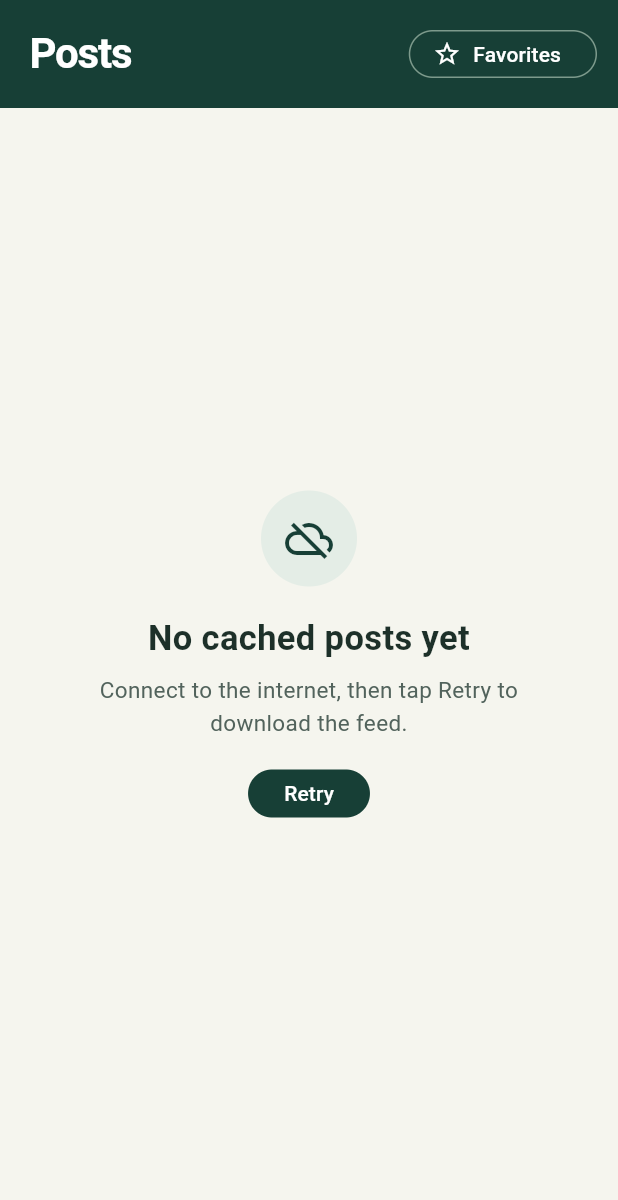 Posts
Favorites
No cached posts yet
Connect to the internet, then tap Retry to
download the feed.
Retry